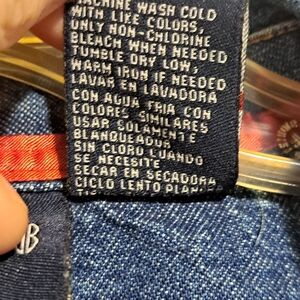 MACHINE WASH COLD
WITH LIKE COLORS,
ONLY NON-CHLORINE
BLEACH WHEN NEEDED
TUMBLE DRY LOW,
WARM IRON IF NEEDED
LAVAR EN LAVADORA
CON AGUA FRIA CON
COLORES SIMILARES
USAR SOLAMENTE
BLANQUEADOR
SIN CLORO CUANDO
SE NECESITE
SECAR EN SECADORA
CICLO LENTO PLAN